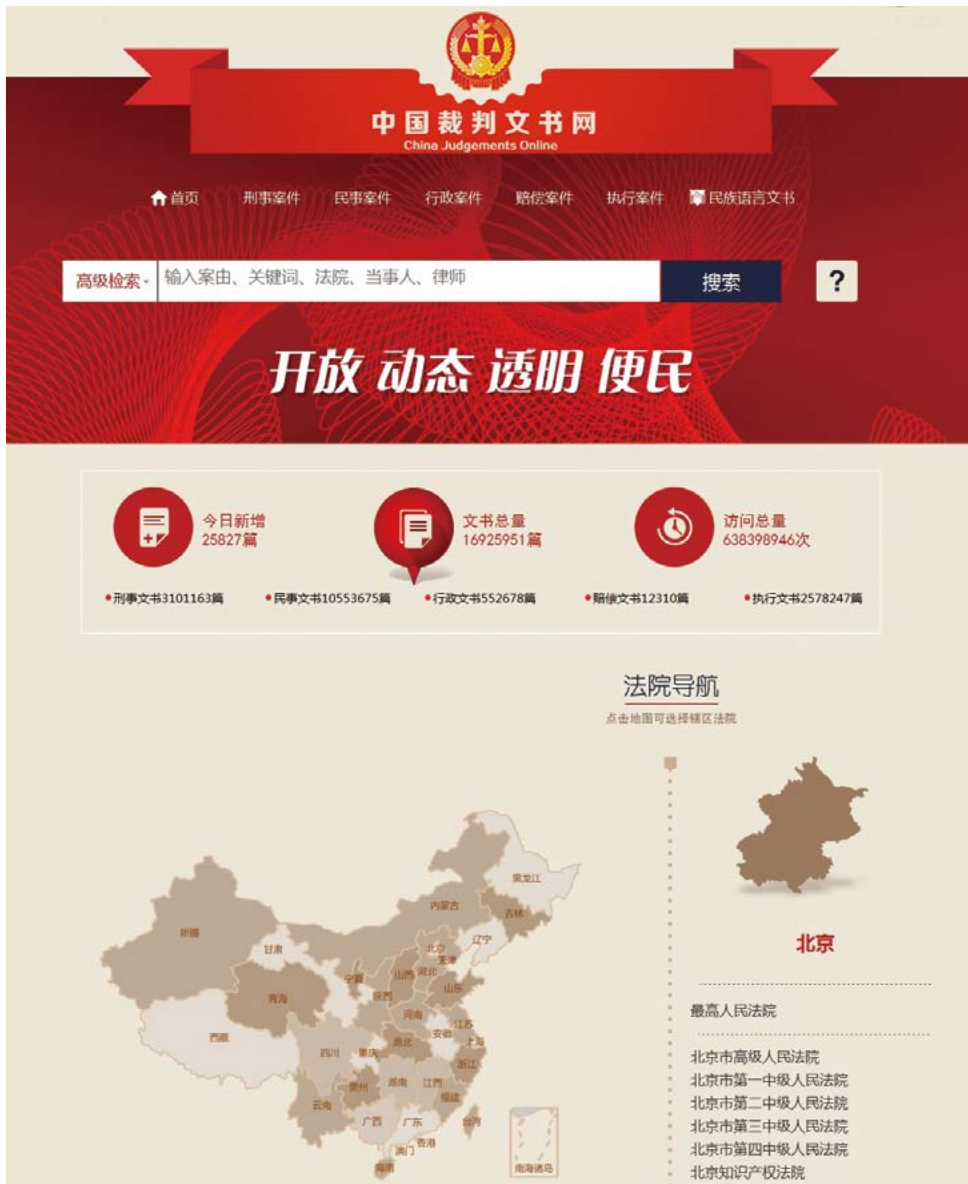 中国裁判文书网
China Judgements Online
首页 刑事案件 民事案件 行政案件 赔偿案件 执行案件 民族语言文书
高级检索 输入案由、关键词、法院、当事人、律师 搜索 ?
开放 动态 透明 便民
今日新增 文书总量 访问总量
25827篇 16925951篇 638398946次
刑事文书3101163篇 民事文书10553675篇 行政文书552678篇 赔偿文书12310篇 执行文书2578247篇
法院导航
点击地图可选择辖区法院
黑龙江
内蒙古
吉林
新疆
甘肃
北京
辽宁
天津
宁夏
山西
河北
青海
陕西
山东
河南
西藏
江苏
安徽
上海
四川
重庆
湖北
浙江
贵州
湖南
江西
云南
福建
广西
广东
台湾
香港
澳门
海南
南海诸岛
北京
最高人民法院
北京市高级人民法院
北京市第一中级人民法院
北京市第二中级人民法院
北京市第三中级人民法院
北京市第四中级人民法院
北京知识产权法院